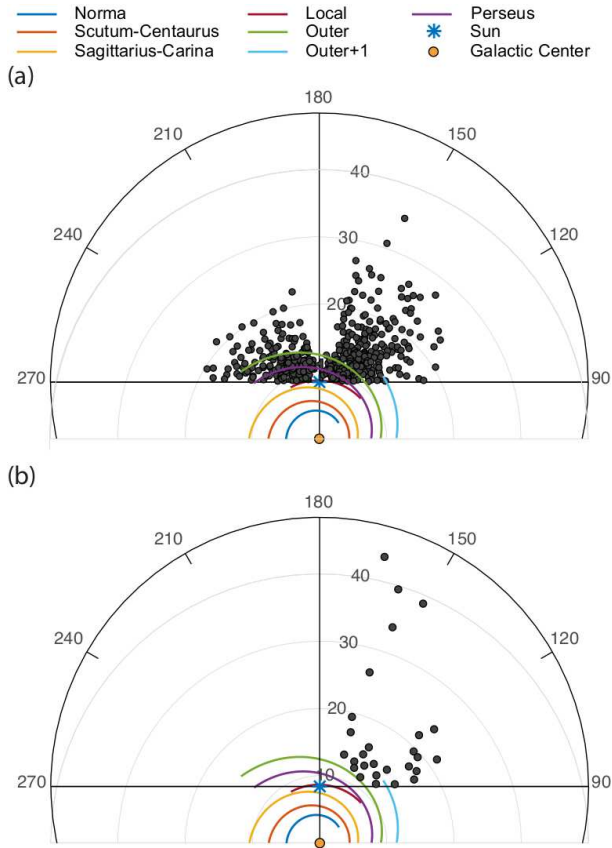 Norma Local Perseus
Scutum-Centaurus Outer Sun
Sagittarius-Carina Outer+1 Galactic Center
(a)
180
210 150
40
240 30 120
20
270 90
(b)
180
210 150
40
240 30 120
20
10
270 90